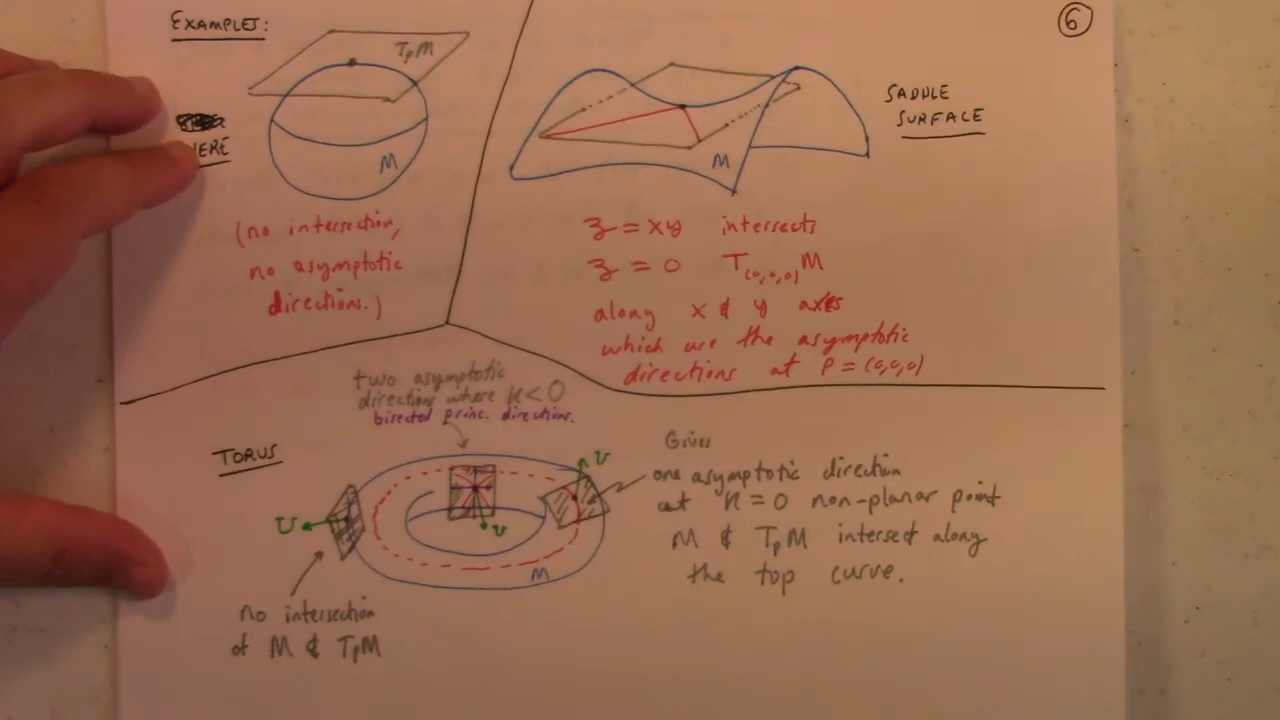 EXAMPLES:
6
TpM
M
(no intersection,
no asymptotic
directions.)
SADDLE
SURFACE
M
z = xy intersects
z = 0 T(0,0,0)M
along x & y axes
which are the asymptotic
directions at P = (0,0,0)
two asymptotic
direction where K<0
bisected princ. directions.
TORUS
U
U
U
M
Gives
one asymptotic direction
at K = 0 non-planar point
M & TpM intersect along
the top curve.
No intersection
of M & TpM